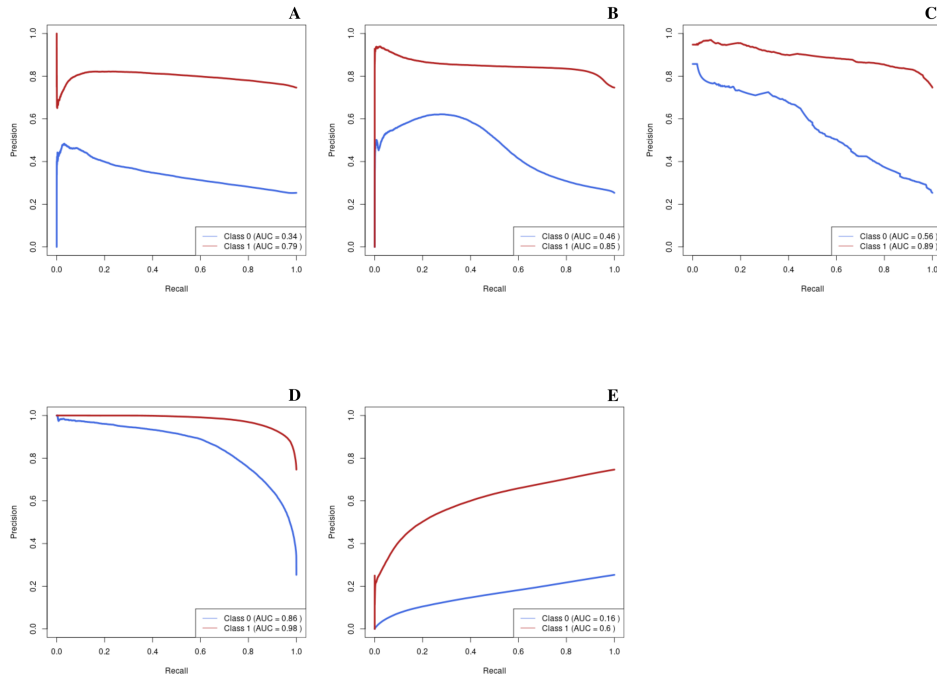 A
Precision
1.0
0.8
0.6
0.4
0.2
0.0
Class 0 (AUC = 0.34 )
Class 1 (AUC = 0.79 )
0.0 0.2 0.4 0.6 0.8 1.0
Recall
B
Precision
1.0
0.8
0.6
0.4
0.2
0.0
Class 0 (AUC = 0.46 )
Class 1 (AUC = 0.85 )
0.0 0.2 0.4 0.6 0.8 1.0
Recall
C
Precision
1.0
0.8
0.6
0.4
0.2
0.0
Class 0 (AUC = 0.56 )
Class 1 (AUC = 0.89 )
0.0 0.2 0.4 0.6 0.8 1.0
Recall
D
Precision
1.0
0.8
0.6
0.4
0.2
0.0
Class 0 (AUC = 0.86 )
Class 1 (AUC = 0.98 )
0.0 0.2 0.4 0.6 0.8 1.0
Recall
E
Precision
1.0
0.8
0.6
0.4
0.2
0.0
Class 0 (AUC = 0.16 )
Class 1 (AUC = 0.6 )
0.0 0.2 0.4 0.6 0.8 1.0
Recall